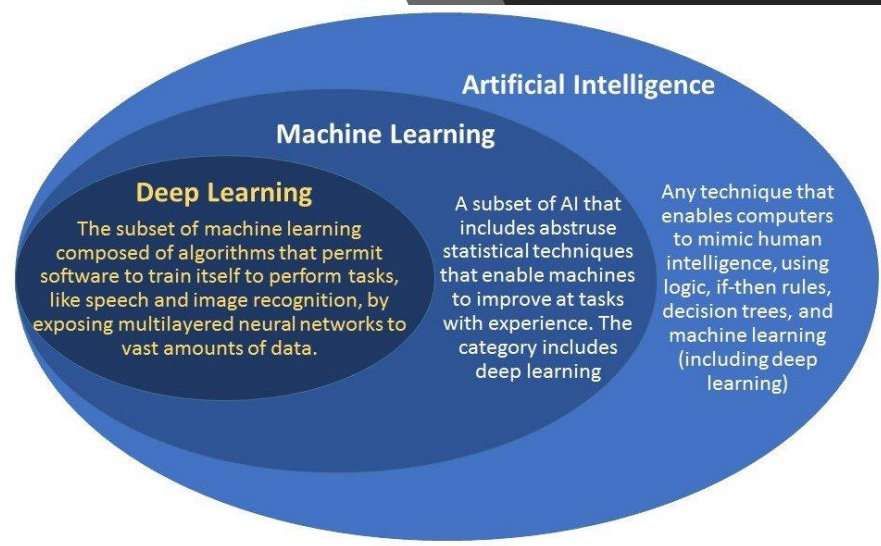 Artificial Intelligence
Machine Learning
Deep Learning
The subset of machine learning
composed of algorithms that permit
software to train itself to perform tasks,
like speech and image recognition, by
exposing multilayered neural networks to
vast amounts of data.
A subset of AI that
includes abstruse
statistical techniques
that enable machines
to improve at tasks
with experience. The
category includes
deep learning
Any technique that
enables computers
to mimic human
intelligence, using
logic, if-then rules,
decision trees, and
machine learning
(including deep
learning)